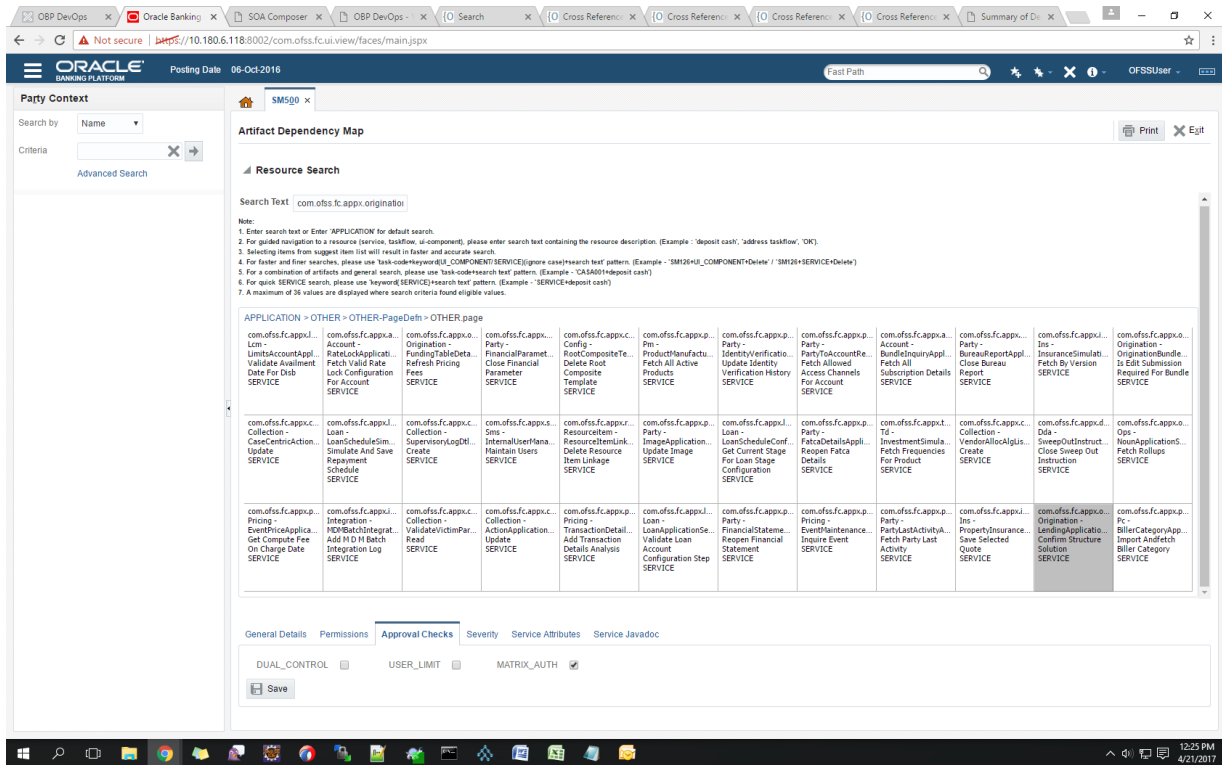 OBP DevOps
Oracle Banking
SOA Composer
OBP DevOps -
Search
Cross Reference
Cross Reference
Cross Reference
Cross Reference
Summary of De
Not secure | https://10.180.6.118:8002/com.ofss.fc.ui.view/faces/main.jspx
ORACLE
BANKING PLATFORM
Posting Date 06-Oct-2016
Fast Path
OFSSUser
Party Context
Search by Name
Criteria
Advanced Search
SM500
Artifact Dependency Map
Print
Exit
Resource Search
Search Text com.ofss.fc.appx.originatio
Note:
1. Enter search text or Enter 'APPLICATION' for default search.
2. For guided navigation to a resource (service, taskflow, ui-component), please enter search text containing the resource description. (Example : 'deposit cash', 'address taskflow', 'OK').
3. Selecting items from suggest item list will result in faster and accurate search.
4. For faster and finer searches, please use 'task-code+keyword(UI_COMPONENT/SERVICE)(ignore case)+search text' pattern. (Example - 'SM126+UI_COMPONENT+Delete' / 'SM126+SERVICE+Delete')
5. For a combination of artifacts and general search, please use 'task-code+search text' pattern. (Example - 'CASA001+deposit cash')
6. For quick SERVICE search, please use 'keyword(SERVICE)+search text' pattern. (Example - 'SERVICE+deposit cash')
7. A maximum of 36 values are displayed where search criteria found eligible values.
APPLICATION > OTHER > OTHER-PageDefn > OTHER.page
com.ofss.fc.appx.l...
Lcm -
LimitsAccountAppl...
Validate Availment
Date For Disb
SERVICE
com.ofss.fc.appx.a...
Account -
RateLockApplicati...
Fetch Valid Rate
Lock Configuration
For Account
SERVICE
com.ofss.fc.appx.o...
Origination -
FundingTableDeta...
Refresh Pricing
Fees
SERVICE
com.ofss.fc.appx....
Party -
FinancialParamet...
Close Financial
Parameter
SERVICE
com.ofss.fc.appx.c...
Config -
RootCompositeTe...
Delete Root
Composite
Template
SERVICE
com.ofss.fc.appx.p...
Pm -
ProductManufactu...
Fetch All Active
Products
SERVICE
com.ofss.fc.appx.p...
Party -
IdentityVerificatio...
Update Identity
Verification History
SERVICE
com.ofss.fc.appx.p...
Party -
PartyToAccountRe...
Fetch Allowed
Access Channels
For Account
SERVICE
com.ofss.fc.appx.a...
Account -
BundleInquiryAppl...
Fetch All
Subscription Details
SERVICE
com.ofss.fc.appx....
Party -
BureauReportAppl...
Close Bureau
Report
SERVICE
com.ofss.fc.appx.i...
Ins -
InsuranceSimulati...
Fetch By Version
SERVICE
com.ofss.fc.appx.o...
Origination -
OriginationBundle...
Is Edit Submission
Required For Bundle
SERVICE
com.ofss.fc.appx.c...
Collection -
CaseCentricAction...
Update
SERVICE
com.ofss.fc.appx.l...
Loan -
LoanScheduleSim...
Simulate And Save
Repayment
Schedule
SERVICE
com.ofss.fc.appx.c...
Collection -
SupervisoryLogDtl...
Create
SERVICE
com.ofss.fc.appx.s...
Sms -
InternalUserMana...
Maintain Users
SERVICE
com.ofss.fc.appx.r...
Resourceitem -
ResourceItemLink...
Delete Resource
Item Linkage
SERVICE
com.ofss.fc.appx.p...
Party -
ImageApplication...
Update Image
SERVICE
com.ofss.fc.appx.l...
Loan -
LoanScheduleConf...
Get Current Stage
For Loan Stage
Configuration
SERVICE
com.ofss.fc.appx.p...
Party -
FatcaDetailsAppli...
Reopen Fatca
Details
SERVICE
com.ofss.fc.appx.t...
Td -
InvestmentSimula...
Fetch Frequencies
For Product
SERVICE
com.ofss.fc.appx.c...
Collection -
VendorAllocAlgLis...
Create
SERVICE
com.ofss.fc.appx.d...
Dda -
SweepOutInstruct...
Close Sweep Out
Instruction
SERVICE
com.ofss.fc.appx.o...
Ops -
NounApplicationS...
Fetch Rollups
SERVICE
com.ofss.fc.appx.p...
Pricing -
EventPriceApplica...
Get Compute Fee
On Charge Date
SERVICE
com.ofss.fc.appx.i...
Integration -
MDMBatchIntegrat...
Add M D M Batch
Integration Log
SERVICE
com.ofss.fc.appx.c...
Collection -
ValidateVictimPar...
Read
SERVICE
com.ofss.fc.appx.c...
Collection -
ActionApplication...
Update
SERVICE
com.ofss.fc.appx.p...
Pricing -
TransactionDetail...
Add Transaction
Details Analysis
SERVICE
com.ofss.fc.appx.l...
Loan -
LoanApplicationSe...
Validate Loan
Account
Configuration Step
SERVICE
com.ofss.fc.appx.p...
Party -
FinancialStateme...
Reopen Financial
Statement
SERVICE
com.ofss.fc.appx.p...
Pricing -
EventMaintenance...
Inquire Event
SERVICE
com.ofss.fc.appx.p...
Party -
PartyLastActivityA...
Fetch Party Last
Activity
SERVICE
com.ofss.fc.appx.i...
Ins -
PropertyInsurance...
Save Selected
Quote
SERVICE
com.ofss.fc.appx.o...
Origination -
LendingApplicatio...
Confirm Structure
Solution
SERVICE
com.ofss.fc.appx.p...
Pc -
BillerCategoryApp...
Import Andfetch
Biller Category
SERVICE
General Details
Permissions
Approval Checks
Severity
Service Attributes
Service Javadoc
DUAL_CONTROL
USER_LIMIT
MATRIX_AUTH
Save
12:25 PM
4/21/2017